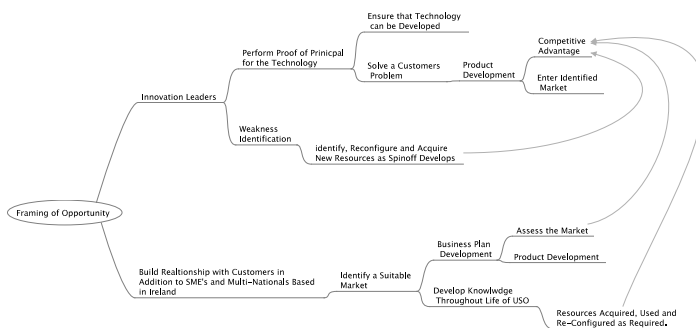 Ensure that Technology
can be Developed
Perform Proof of Prinicpal
for the Technology
Solve a Customers
Problem
Product
Development
Competitive
Advantage
Enter Identified
Market
Innovation Leaders
Weakness
Identification
identify, Reconfigure and Acquire
New Resources as Spinoff Develops
Framing of Opportunity
Build Realtionship with Customers in
Addition to SME's and Multi-Nationals Based
in Ireland
Identify a Suitable
Market
Business Plan
Development
Assess the Market
Product Development
Develop Knowlwdge
Throughout Life of USO
Resources Acquired, Used and
Re-Configured as Required.